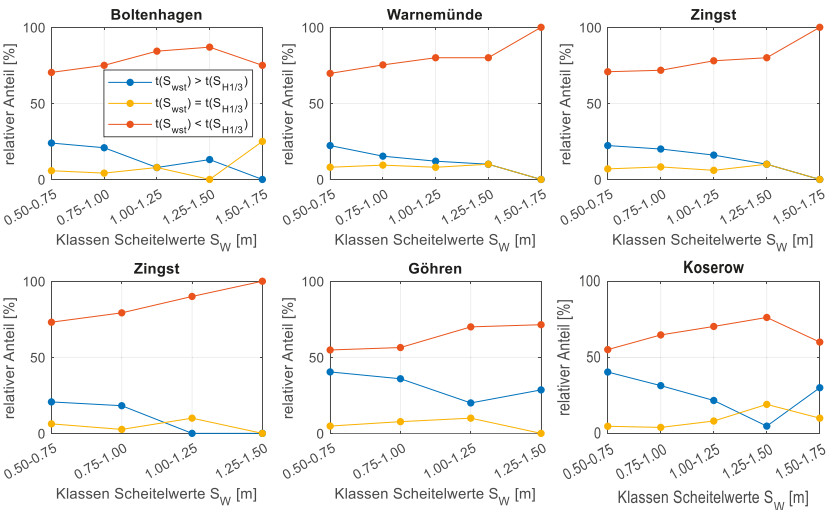 Boltenhagen
100
50
0
relativer Anteil [%]
t(S_wst) > t(S_H1/3)
t(S_wst) = t(S_H1/3)
t(S_wst) < t(S_H1/3)
0.50-0.75
0.75-1.00
1.00-1.25
1.25-1.50
1.50-1.75
Klassen Scheitelwerte S_W [m]
Warnemünde
100
50
0
relativer Anteil [%]
0.50-0.75
0.75-1.00
1.00-1.25
1.25-1.50
1.50-1.75
Klassen Scheitelwerte S_W [m]
Zingst
100
50
0
relativer Anteil [%]
0.50-0.75
0.75-1.00
1.00-1.25
1.25-1.50
1.50-1.75
Klassen Scheitelwerte S_W [m]
Zingst
100
50
0
relativer Anteil [%]
0.50-0.75
0.75-1.00
1.00-1.25
1.25-1.50
Klassen Scheitelwerte S_W [m]
Göhren
100
50
0
relativer Anteil [%]
0.50-0.75
0.75-1.00
1.00-1.25
1.25-1.50
Klassen Scheitelwerte S_W [m]
Koserow
100
50
0
relativer Anteil [%]
0.50-0.75
0.75-1.00
1.00-1.25
1.25-1.50
1.50-1.75
Klassen Scheitelwerte S_W [m]